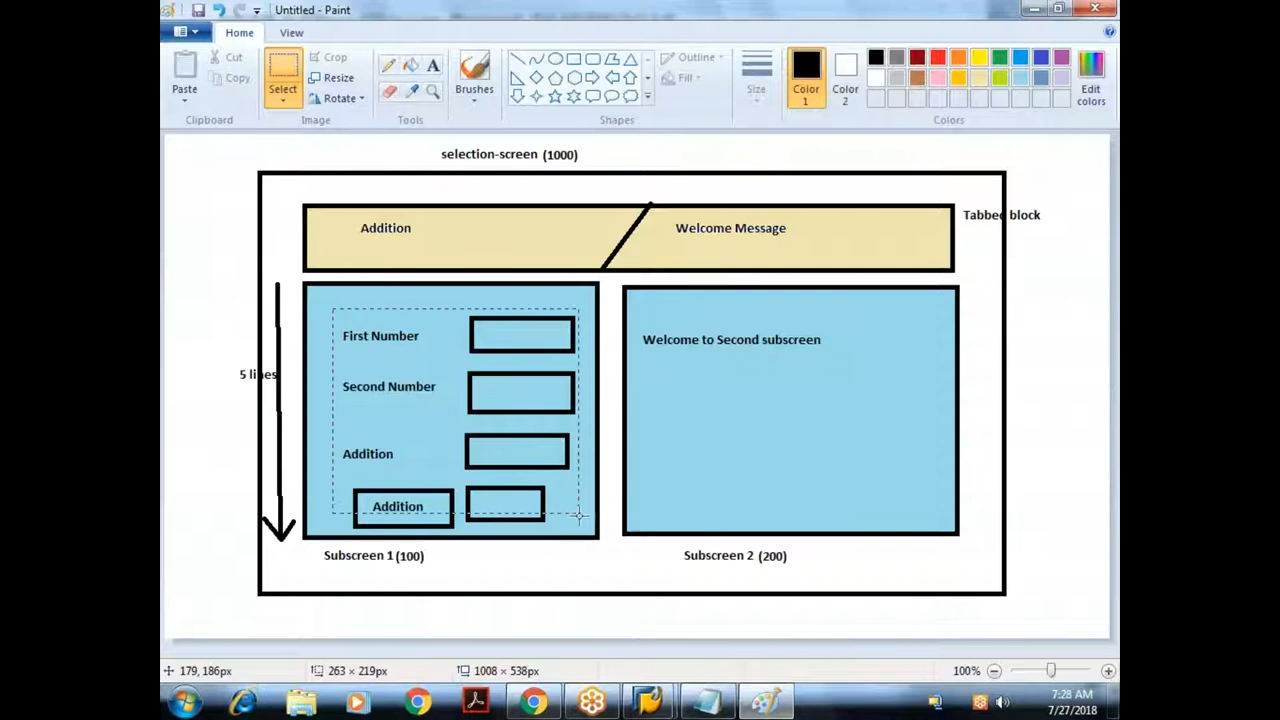 Untitled - Paint
Home View
Paste
Cut
Copy
Clipboard
Select
Crop
Resize
Rotate
Image
A
Tools
Brushes
Outline
Fill
Shapes
Size
Color
1
Color
2
Edit
colors
Colors
selection-screen (1000)
Addition
Welcome Message
Tabbed block
First Number
Second Number
Addition
Addition
5 lines
Welcome to Second subscreen
Subscreen 1 (100)
Subscreen 2 (200)
179, 186px
263 × 219px
1008 × 538px
100%
7:28 AM
7/27/2018